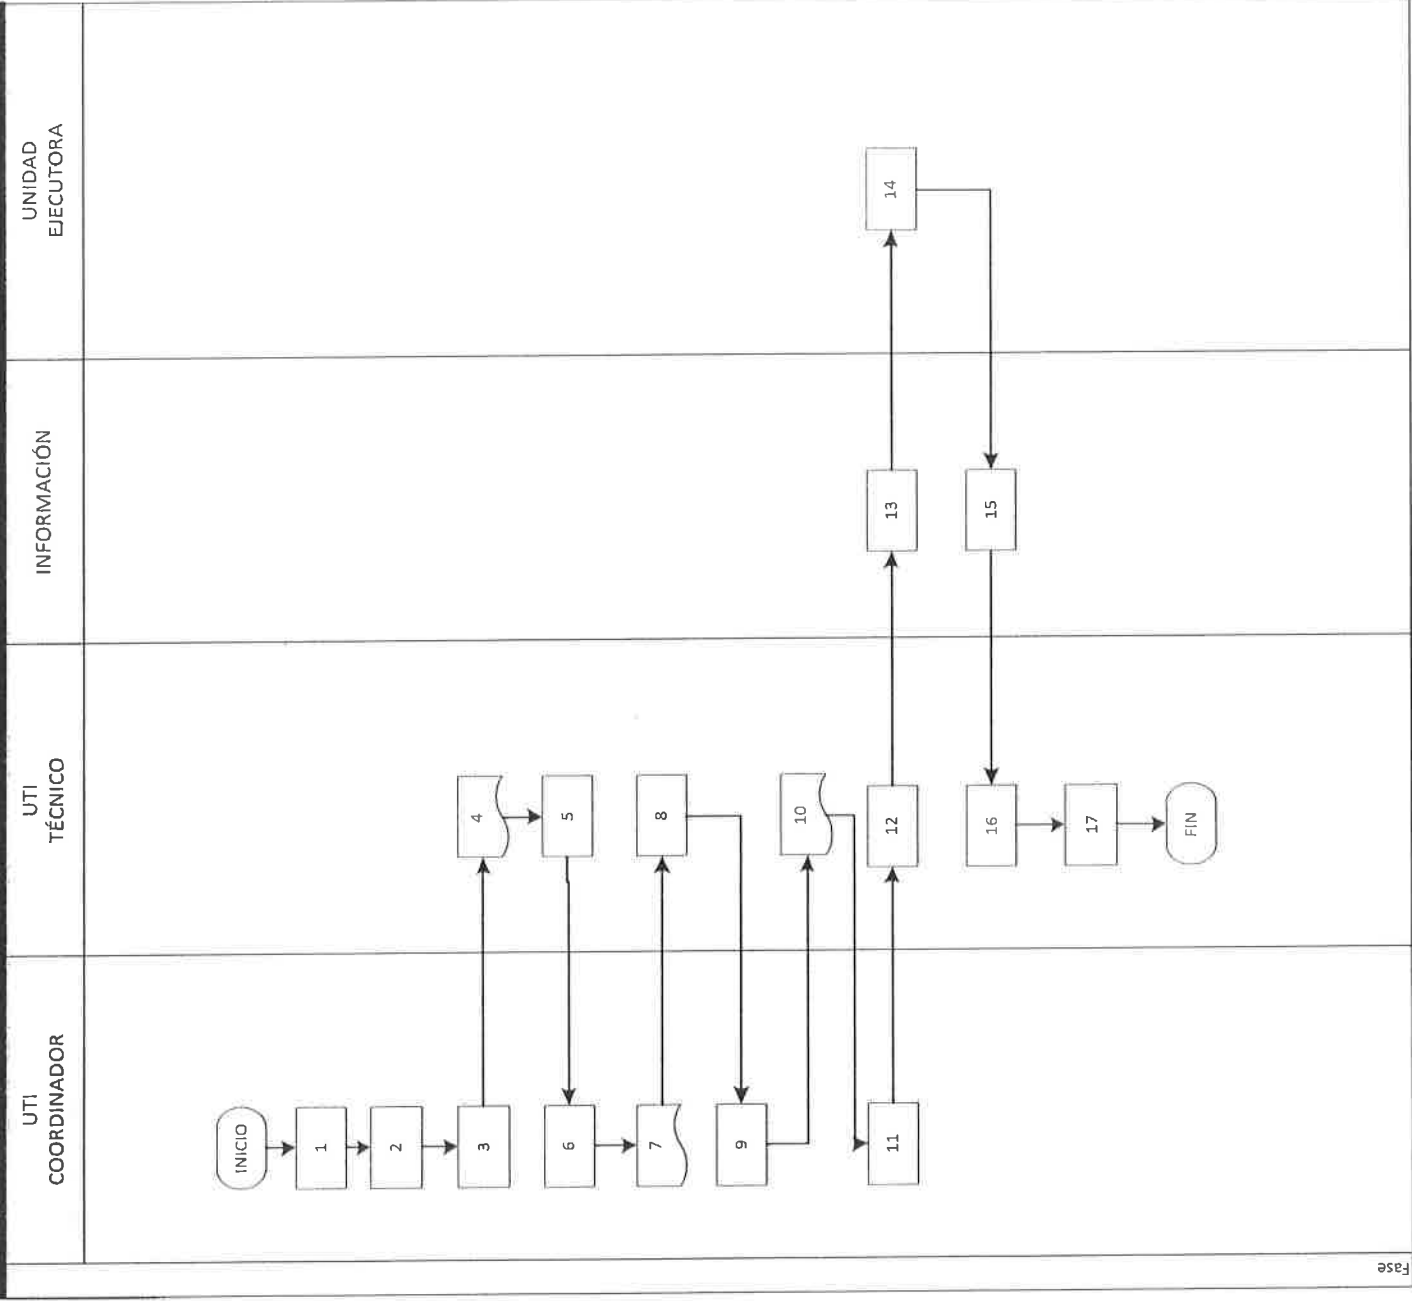 UTI
COORDINADOR
UTI
TÉCNICO
INFORMACIÓN
UNIDAD
EJECUTORA
INICIO
1
2
3
4
5
6
7
8
9
10
11
12
13
14
15
16
17
FIN
Fase